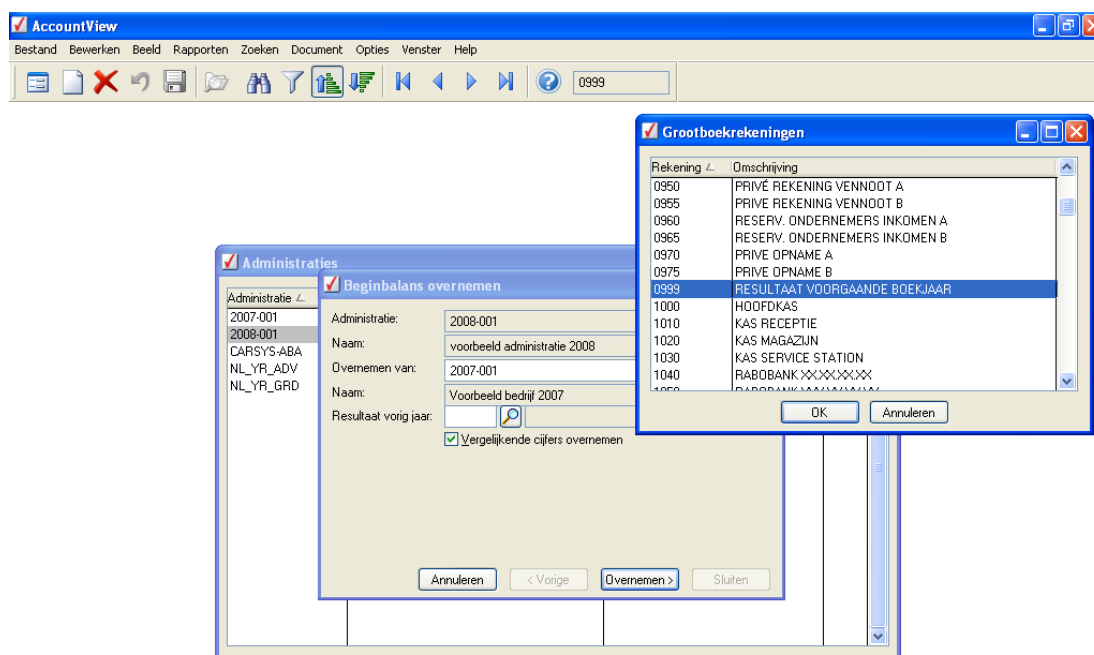 AccountView
Bestand Bewerken Beeld Rapporten Zoeken Document Opties Venster Help
0999
Grootboekrekeningen
Rekening Omschrijving
0950 PRIVÉ REKENING VENNOOT A
0955 PRIVE REKENING VENNOOT B
0960 RESERV. ONDERNEMERS INKOMEN A
0965 RESERV. ONDERNEMERS INKOMEN B
0970 PRIVE OPNAME A
0975 PRIVE OPNAME B
0999 RESULTAAT VOORGAANDE BOEKJAAR
1000 HOOFDKAS
1010 KAS RECEPTIE
1020 KAS MAGAZIJN
1030 KAS SERVICE STATION
1040 RABOBANK XX.XX.XX.XX
OK Annuleren
Administraties
Administratie
2007-001
2008-001
CARSYS-ABA
NL_YR_ADV
NL_YR_GRD
Beginbalans overnemen
Administratie: 2008-001
Naam: voorbeeld administratie 2008
Overnemen van: 2007-001
Naam: Voorbeeld bedrijf 2007
Resultaat vorig jaar:
Vergelijkende cijfers overnemen
Annuleren < Vorige Overnemen > Sluiten